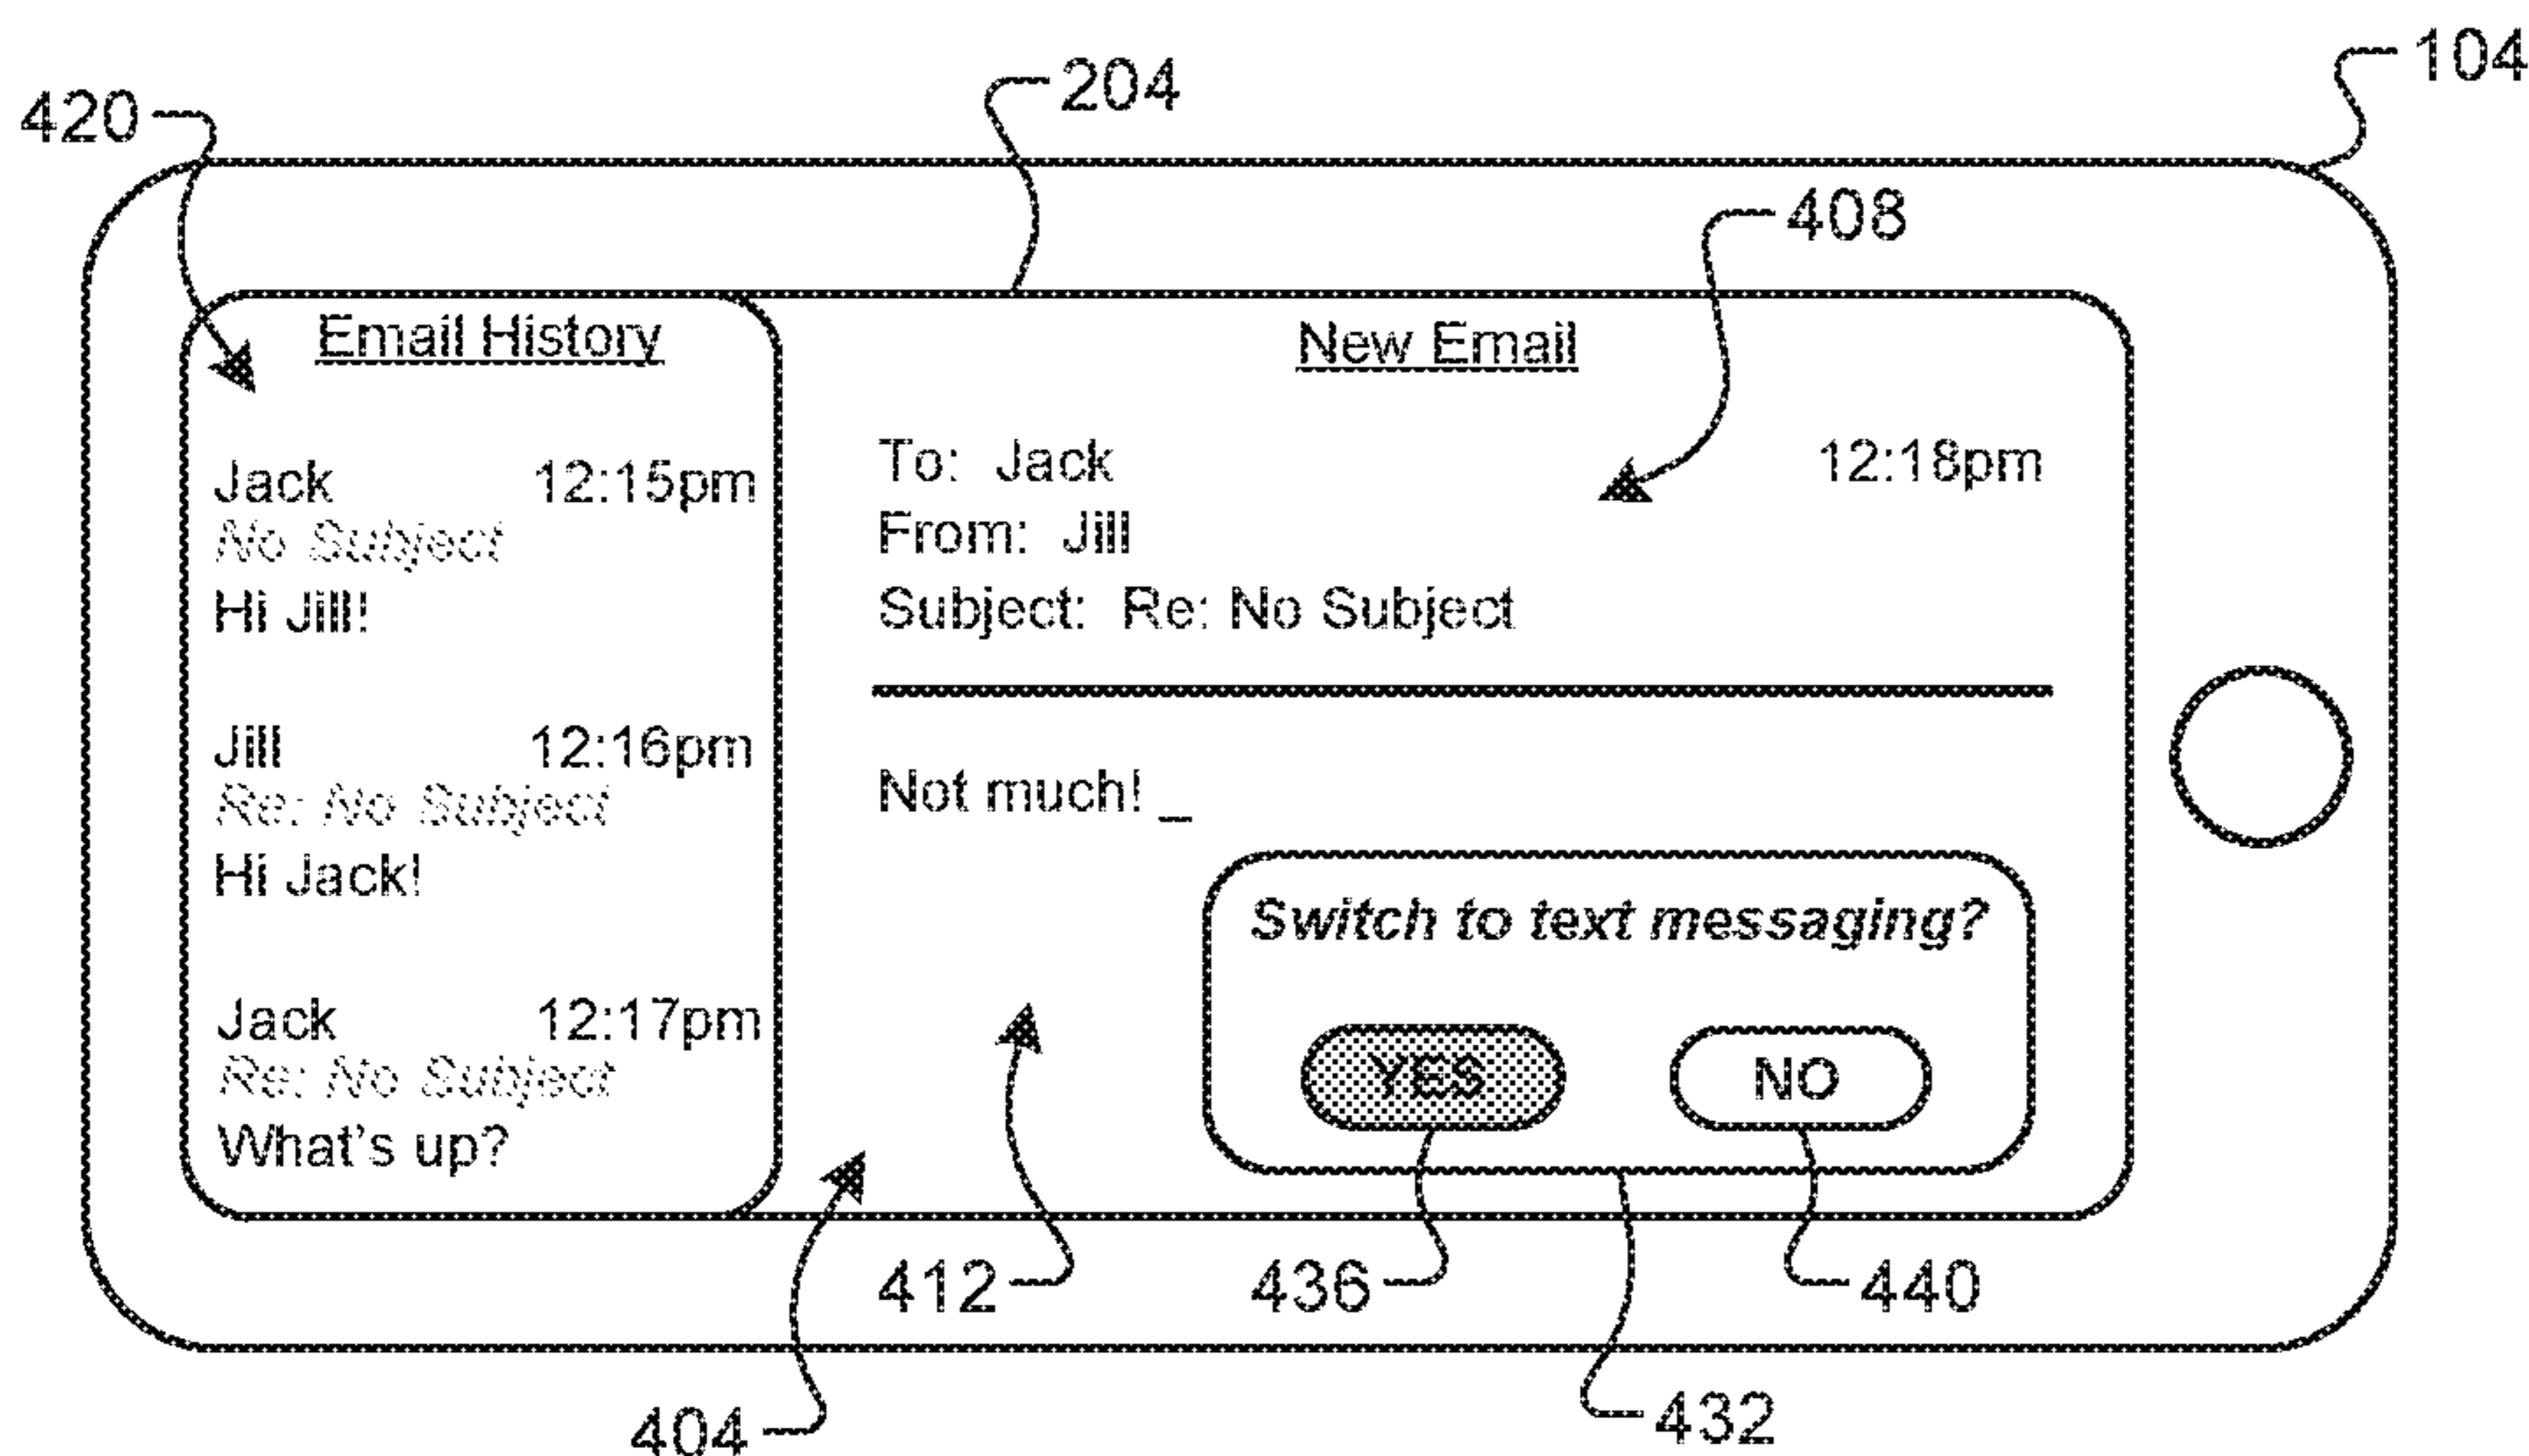 104
204
420
408
Email History
Jack 12:15pm
No Subject
Hi Jill!
Jill 12:16pm
Re: No Subject
Hi Jack!
Jack 12:17pm
Re: No Subject
What's up?
New Email
To: Jack 12:18pm
From: Jill
Subject: Re: No Subject
Not much! _
Switch to text messaging?
YES NO
412
436
440
404
432